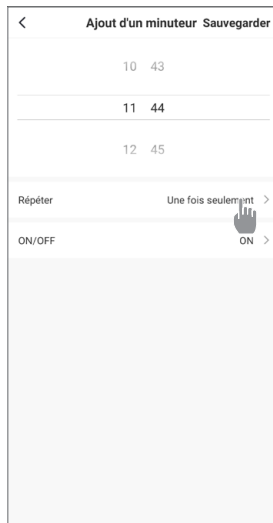 Ajout d'un minuteur Sauvegarder
10 43
11 44
12 45
Répéter Une fois seulement
ON/OFF ON